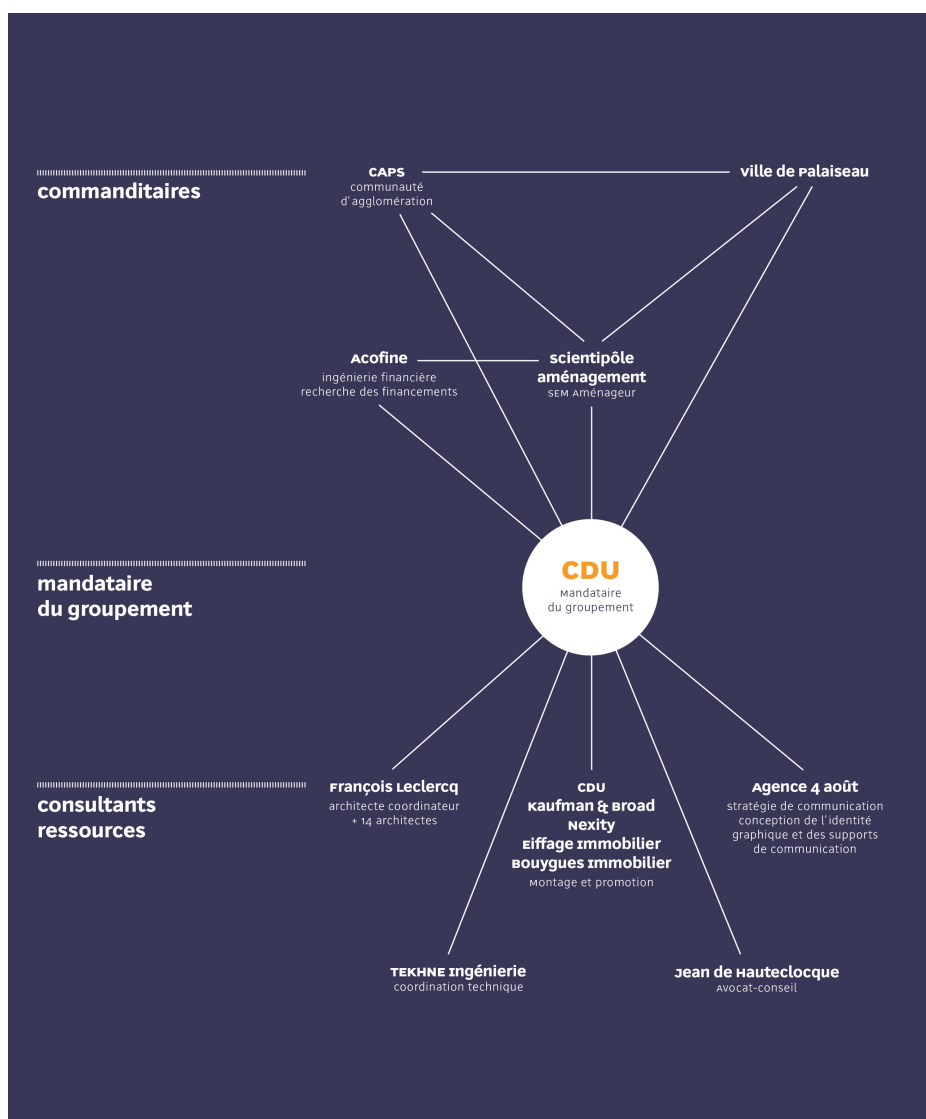 commanditaires
CAPS
communauté
d'agglomération
ville de Palaiseau
Acofine
ingénierie financière
recherche des financements
scientipôle
aménagement
SEM Aménageur
mandataire
du groupement
CDU
Mandataire
du groupement
consultants
ressources
François Leclercq
architecte coordinateur
+ 14 architectes
CDU
Kaufman & Broad
Nexity
Eiffage Immobilier
Bouygues Immobilier
Montage et promotion
Agence 4 août
stratégie de communication
conception de l'identité
graphique et des supports
de communication
TEKHNE Ingénierie
coordination technique
Jean de Hauteclocque
Avocat-conseil